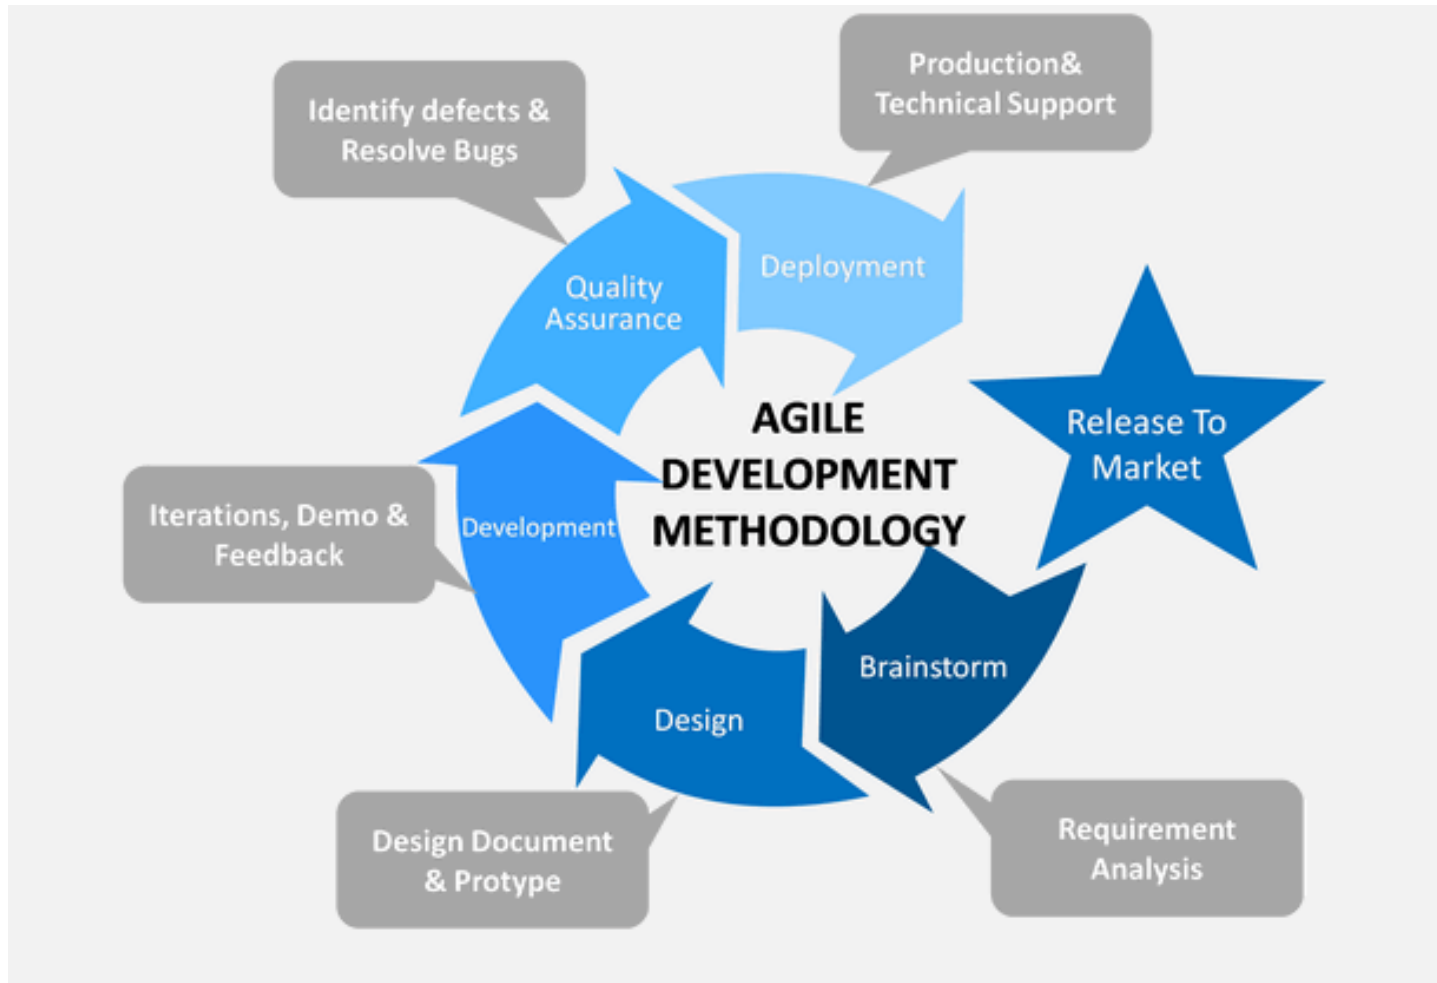 Production&
Technical Support
Identify defects &
Resolve Bugs
Deployment
Quality
Assurance
Release To
Market
AGILE
DEVELOPMENT
METHODOLOGY
Iterations, Demo &
Feedback
Development
Brainstorm
Design
Design Document
& Protype
Requirement
Analysis